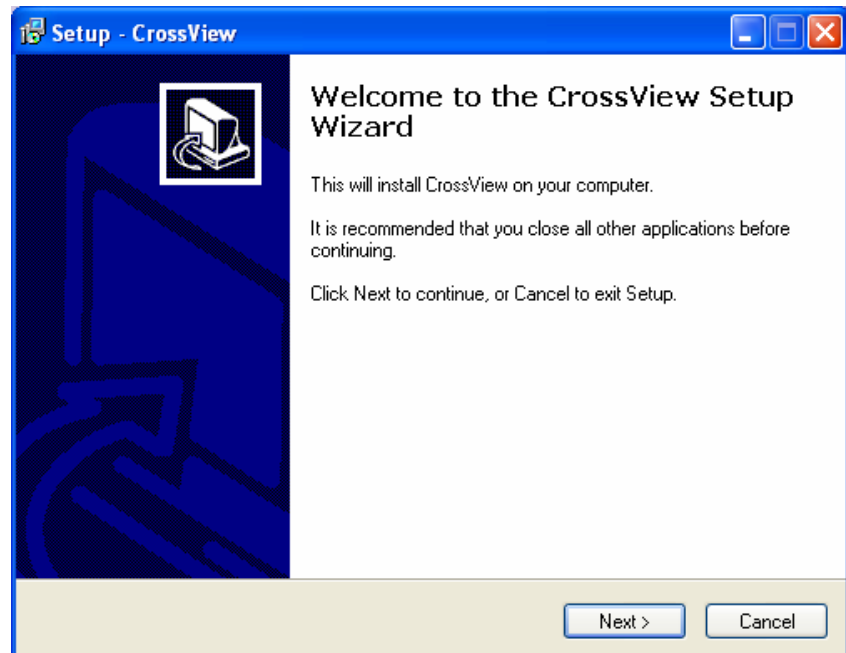 Setup - CrossView
Welcome to the CrossView Setup
Wizard
This will install CrossView on your computer.
It is recommended that you close all other applications before
continuing.
Click Next to continue, or Cancel to exit Setup.
Next >
Cancel